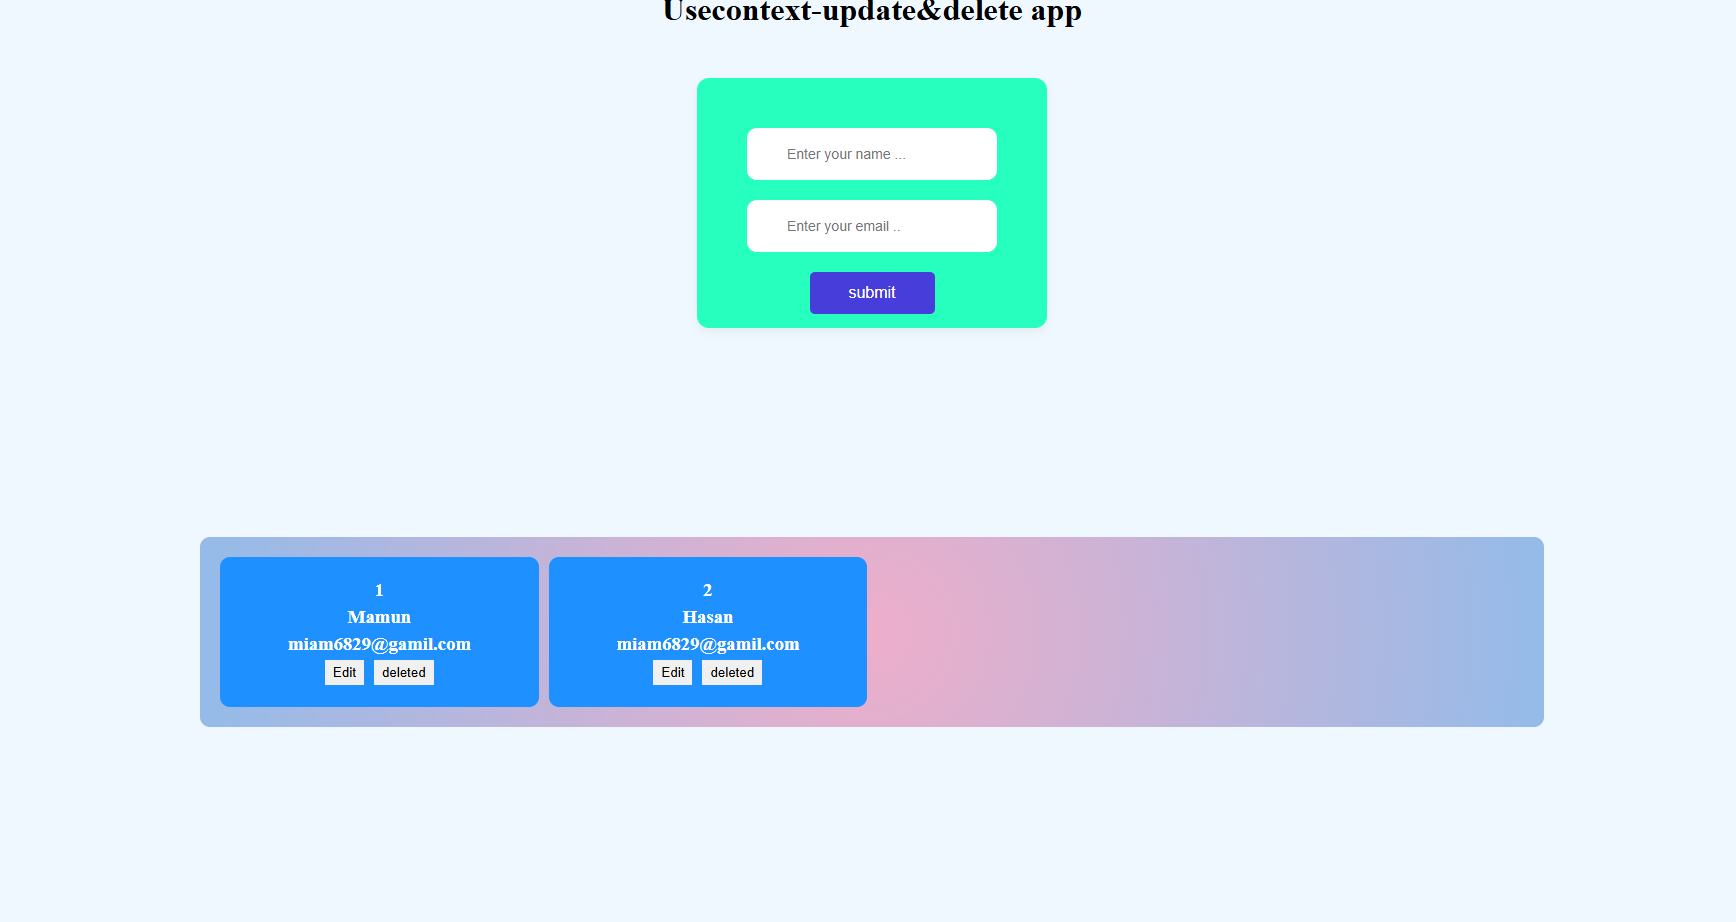 Usecontext-update&delete app
Enter your name ...
Enter your email ..
submit
1
Mamun
miam6829@gamil.com
Edit deleted
2
Hasan
miam6829@gamil.com
Edit deleted